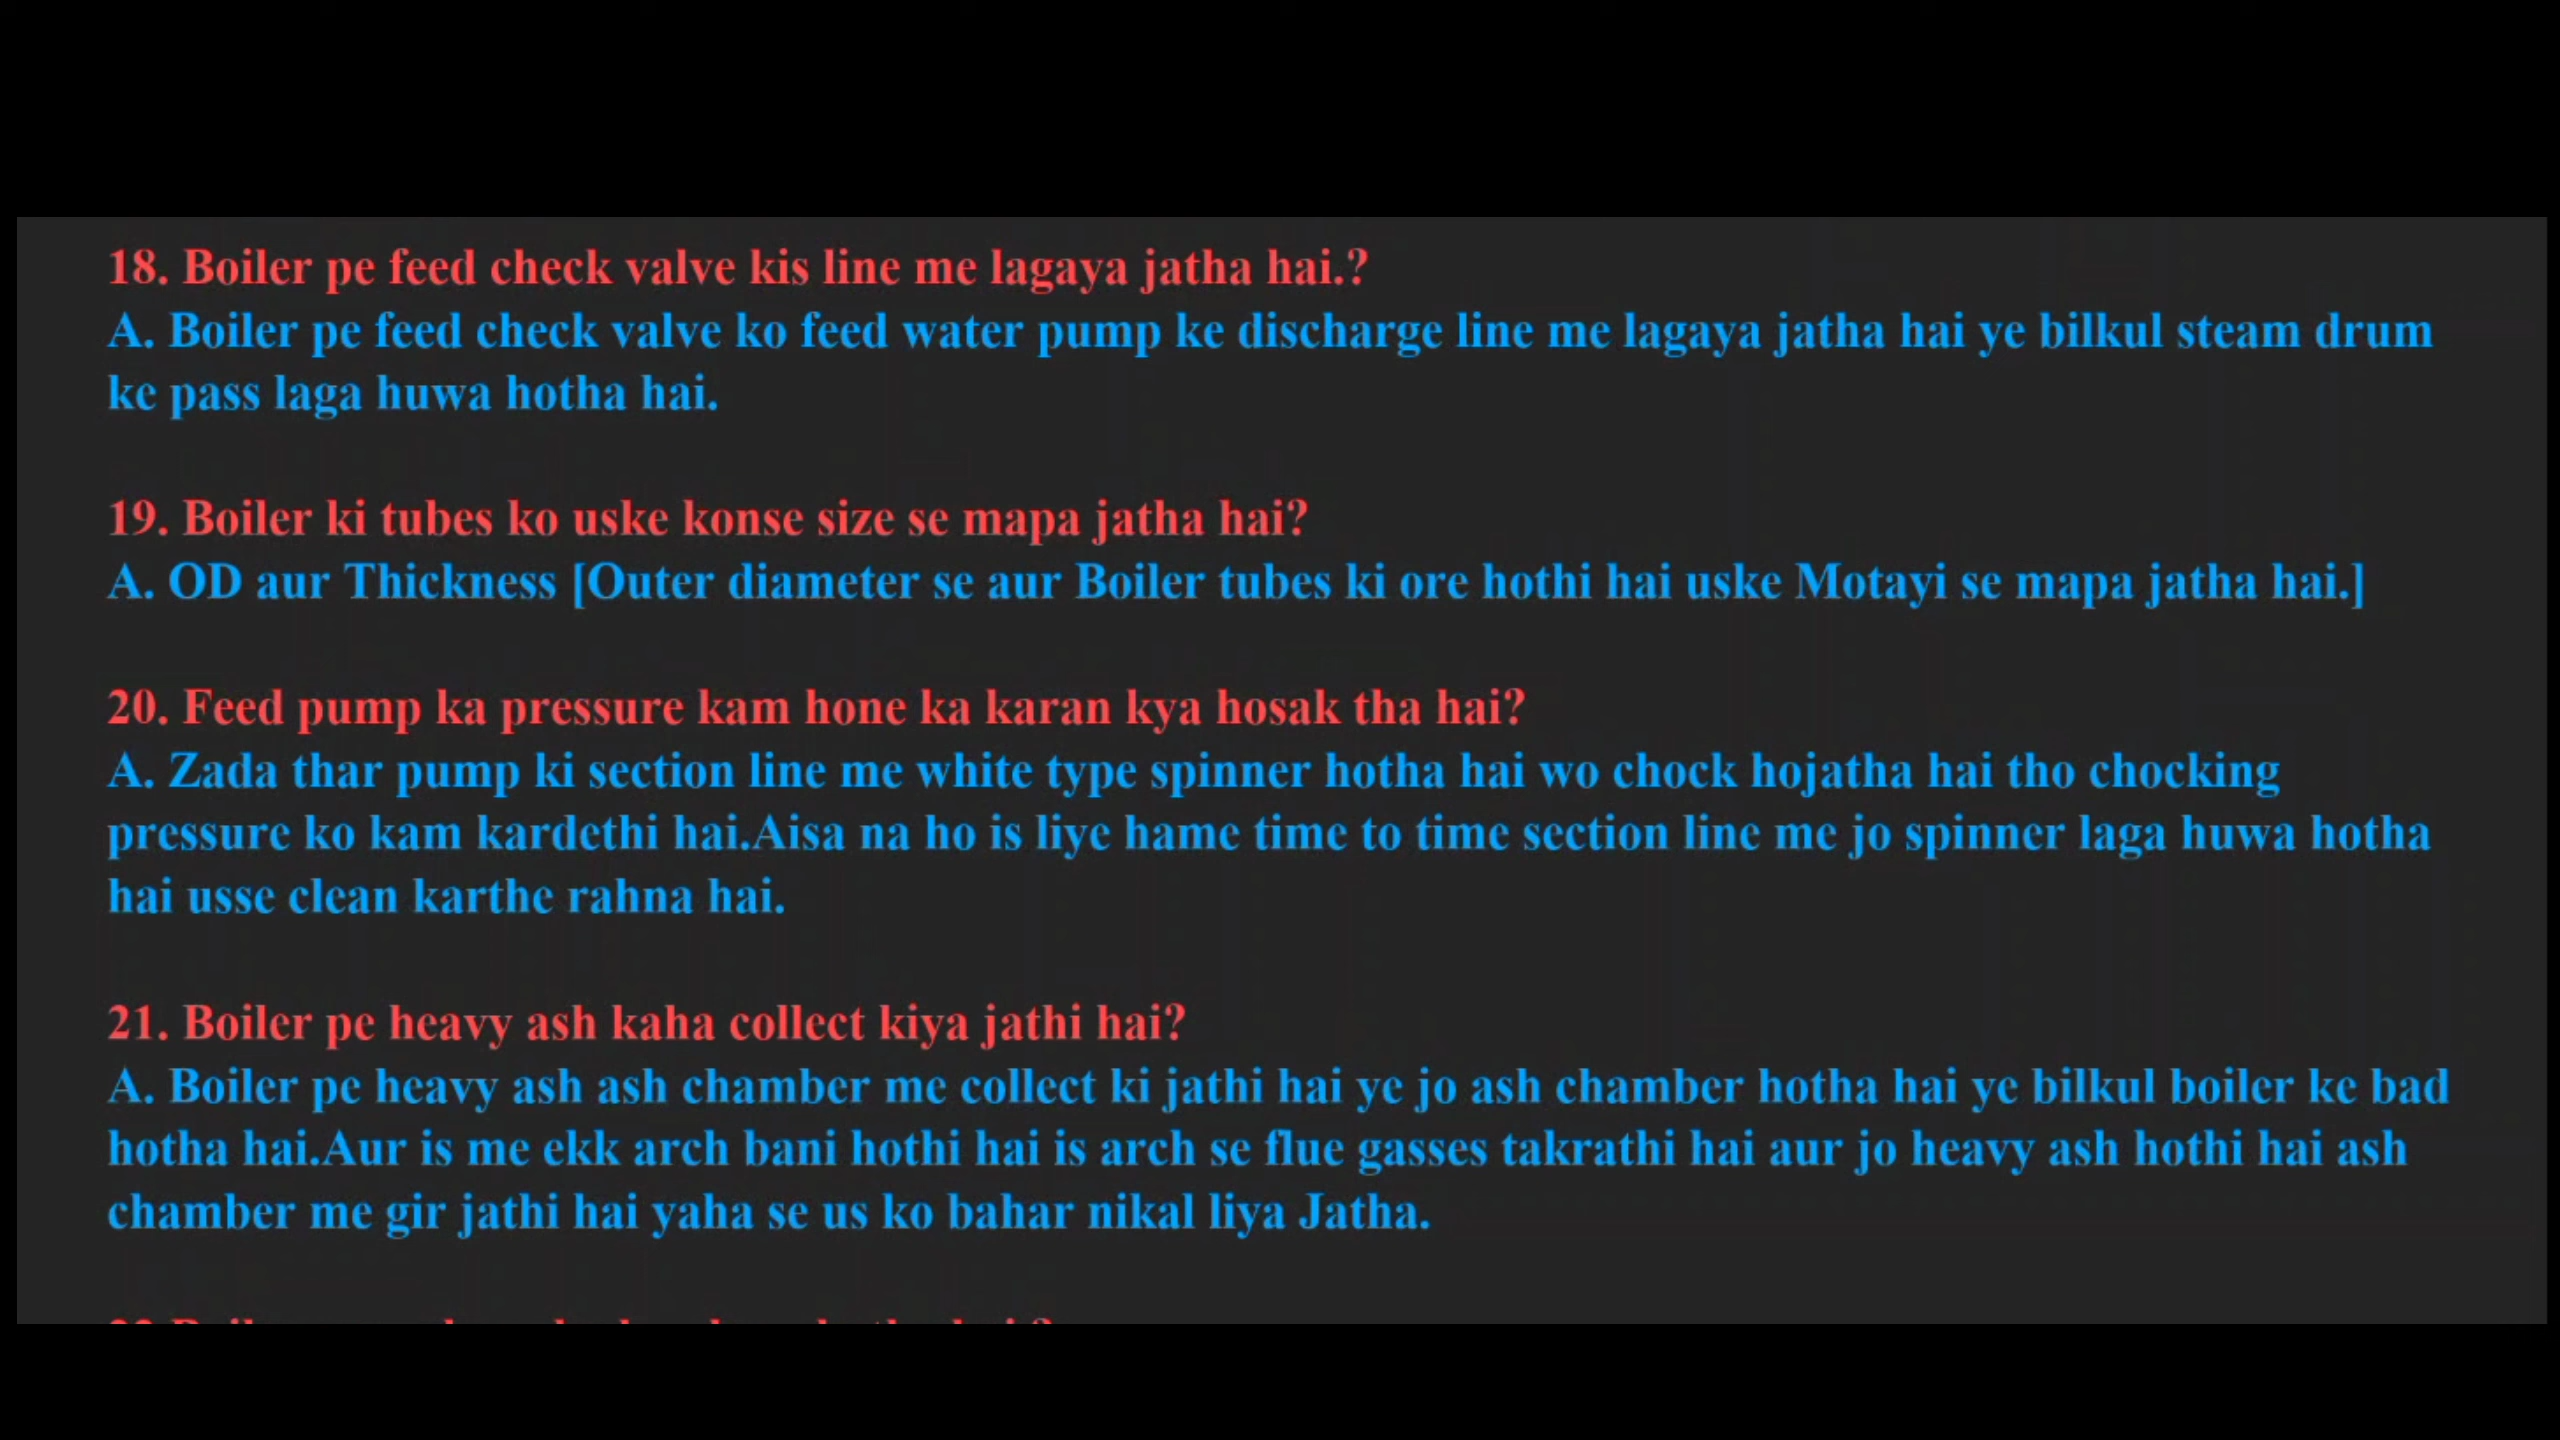 18. Boiler pe feed check valve kis line me lagaya jatha hai.?
A. Boiler pe feed check valve ko feed water pump ke discharge line me lagaya jatha hai ye bilkul steam drum
ke pass laga huwa hotha hai.
19. Boiler ki tubes ko uske konse size se mapa jatha hai?
A. OD aur Thickness [Outer diameter se aur Boiler tubes ki ore hothi hai uske Motayi se mapa jatha hai.]
20. Feed pump ka pressure kam hone ka karan kya hosak tha hai?
A. Zada thar pump ki section line me white type spinner hotha hai wo chock hojatha hai tho chocking
pressure ko kam kardethi hai.Aisa na ho is liye hame time to time section line me jo spinner laga huwa hotha
hai usse clean karthe rahna hai.
21. Boiler pe heavy ash kaha collect kiya jathi hai?
A. Boiler pe heavy ash ash chamber me collect ki jathi hai ye jo ash chamber hotha hai ye bilkul boiler ke bad
hotha hai.Aur is me ekk arch bani hothi hai is arch se flue gasses takrathi hai aur jo heavy ash hothi hai ash
chamber me gir jathi hai yaha se us ko bahar nikal liya Jatha.